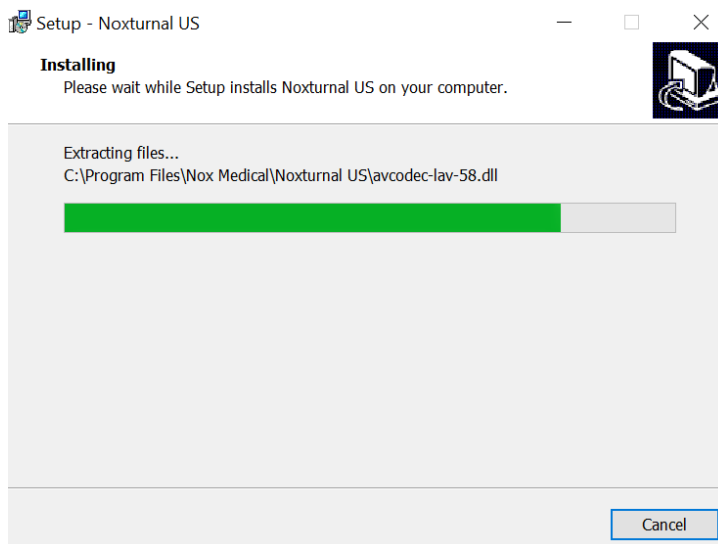 Setup - Noxturnal US
Installing
Please wait while Setup installs Noxturnal US on your computer.
Extracting files...
C:\Program Files\Nox Medical\Noxturnal US\avcodec-lav-58.dll
Cancel